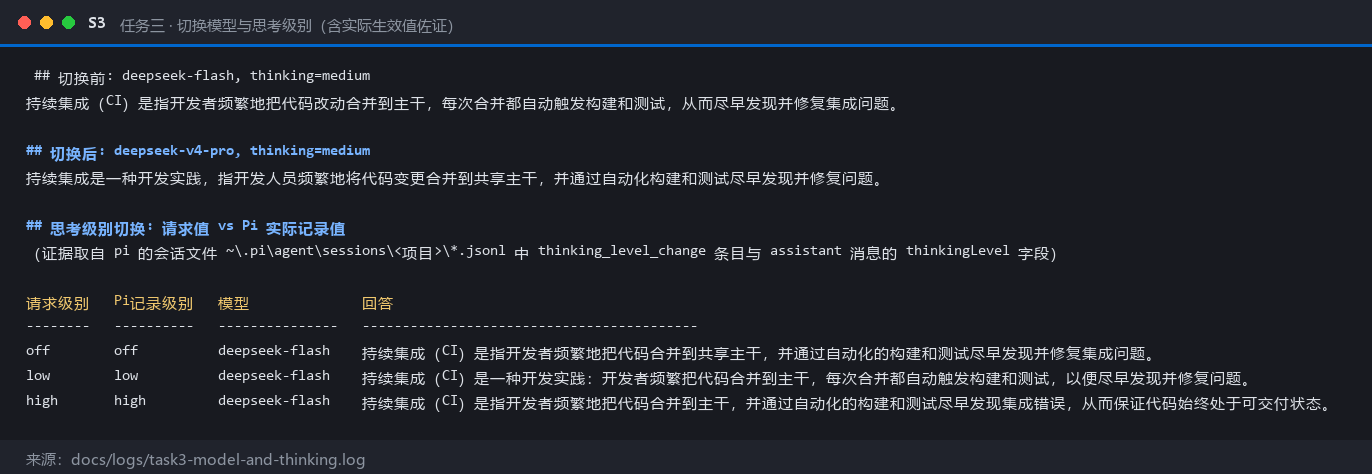 S3 任务三 · 切换模型与思考级别（含实际生效值佐证）
## 切换前: deepseek-flash, thinking=medium
持续集成（CI）是指开发者频繁地把代码改动合并到主干，每次合并都自动触发构建和测试，从而尽早发现并修复集成问题。
## 切换后: deepseek-v4-pro, thinking=medium
持续集成是一种开发实践，指开发人员频繁地将代码变更合并到共享主干，并通过自动化构建和测试尽早发现并修复问题。
## 思考级别切换: 请求值 vs Pi 实际记录值
（证据取自 pi 的会话文件 ~\.pi\agent\sessions\<项目>\*.jsonl 中 thinking_level_change 条目与 assistant 消息的 thinkingLevel 字段）
请求级别 Pi记录级别 模型 回答
-------- ---------- --------------- ------------------------------------------
off off deepseek-flash 持续集成（CI）是指开发者频繁地把代码合并到共享主干，并通过自动化的构建和测试尽早发现并修复集成问题。
low low deepseek-flash 持续集成（CI）是一种开发实践：开发者频繁把代码合并到主干，每次合并都自动触发构建和测试，以便尽早发现并修复问题。
high high deepseek-flash 持续集成（CI）是指开发者频繁地把代码合并到主干，并通过自动化的构建和测试尽早发现集成错误，从而保证代码始终处于可交付状态。
来源：docs/logs/task3-model-and-thinking.log